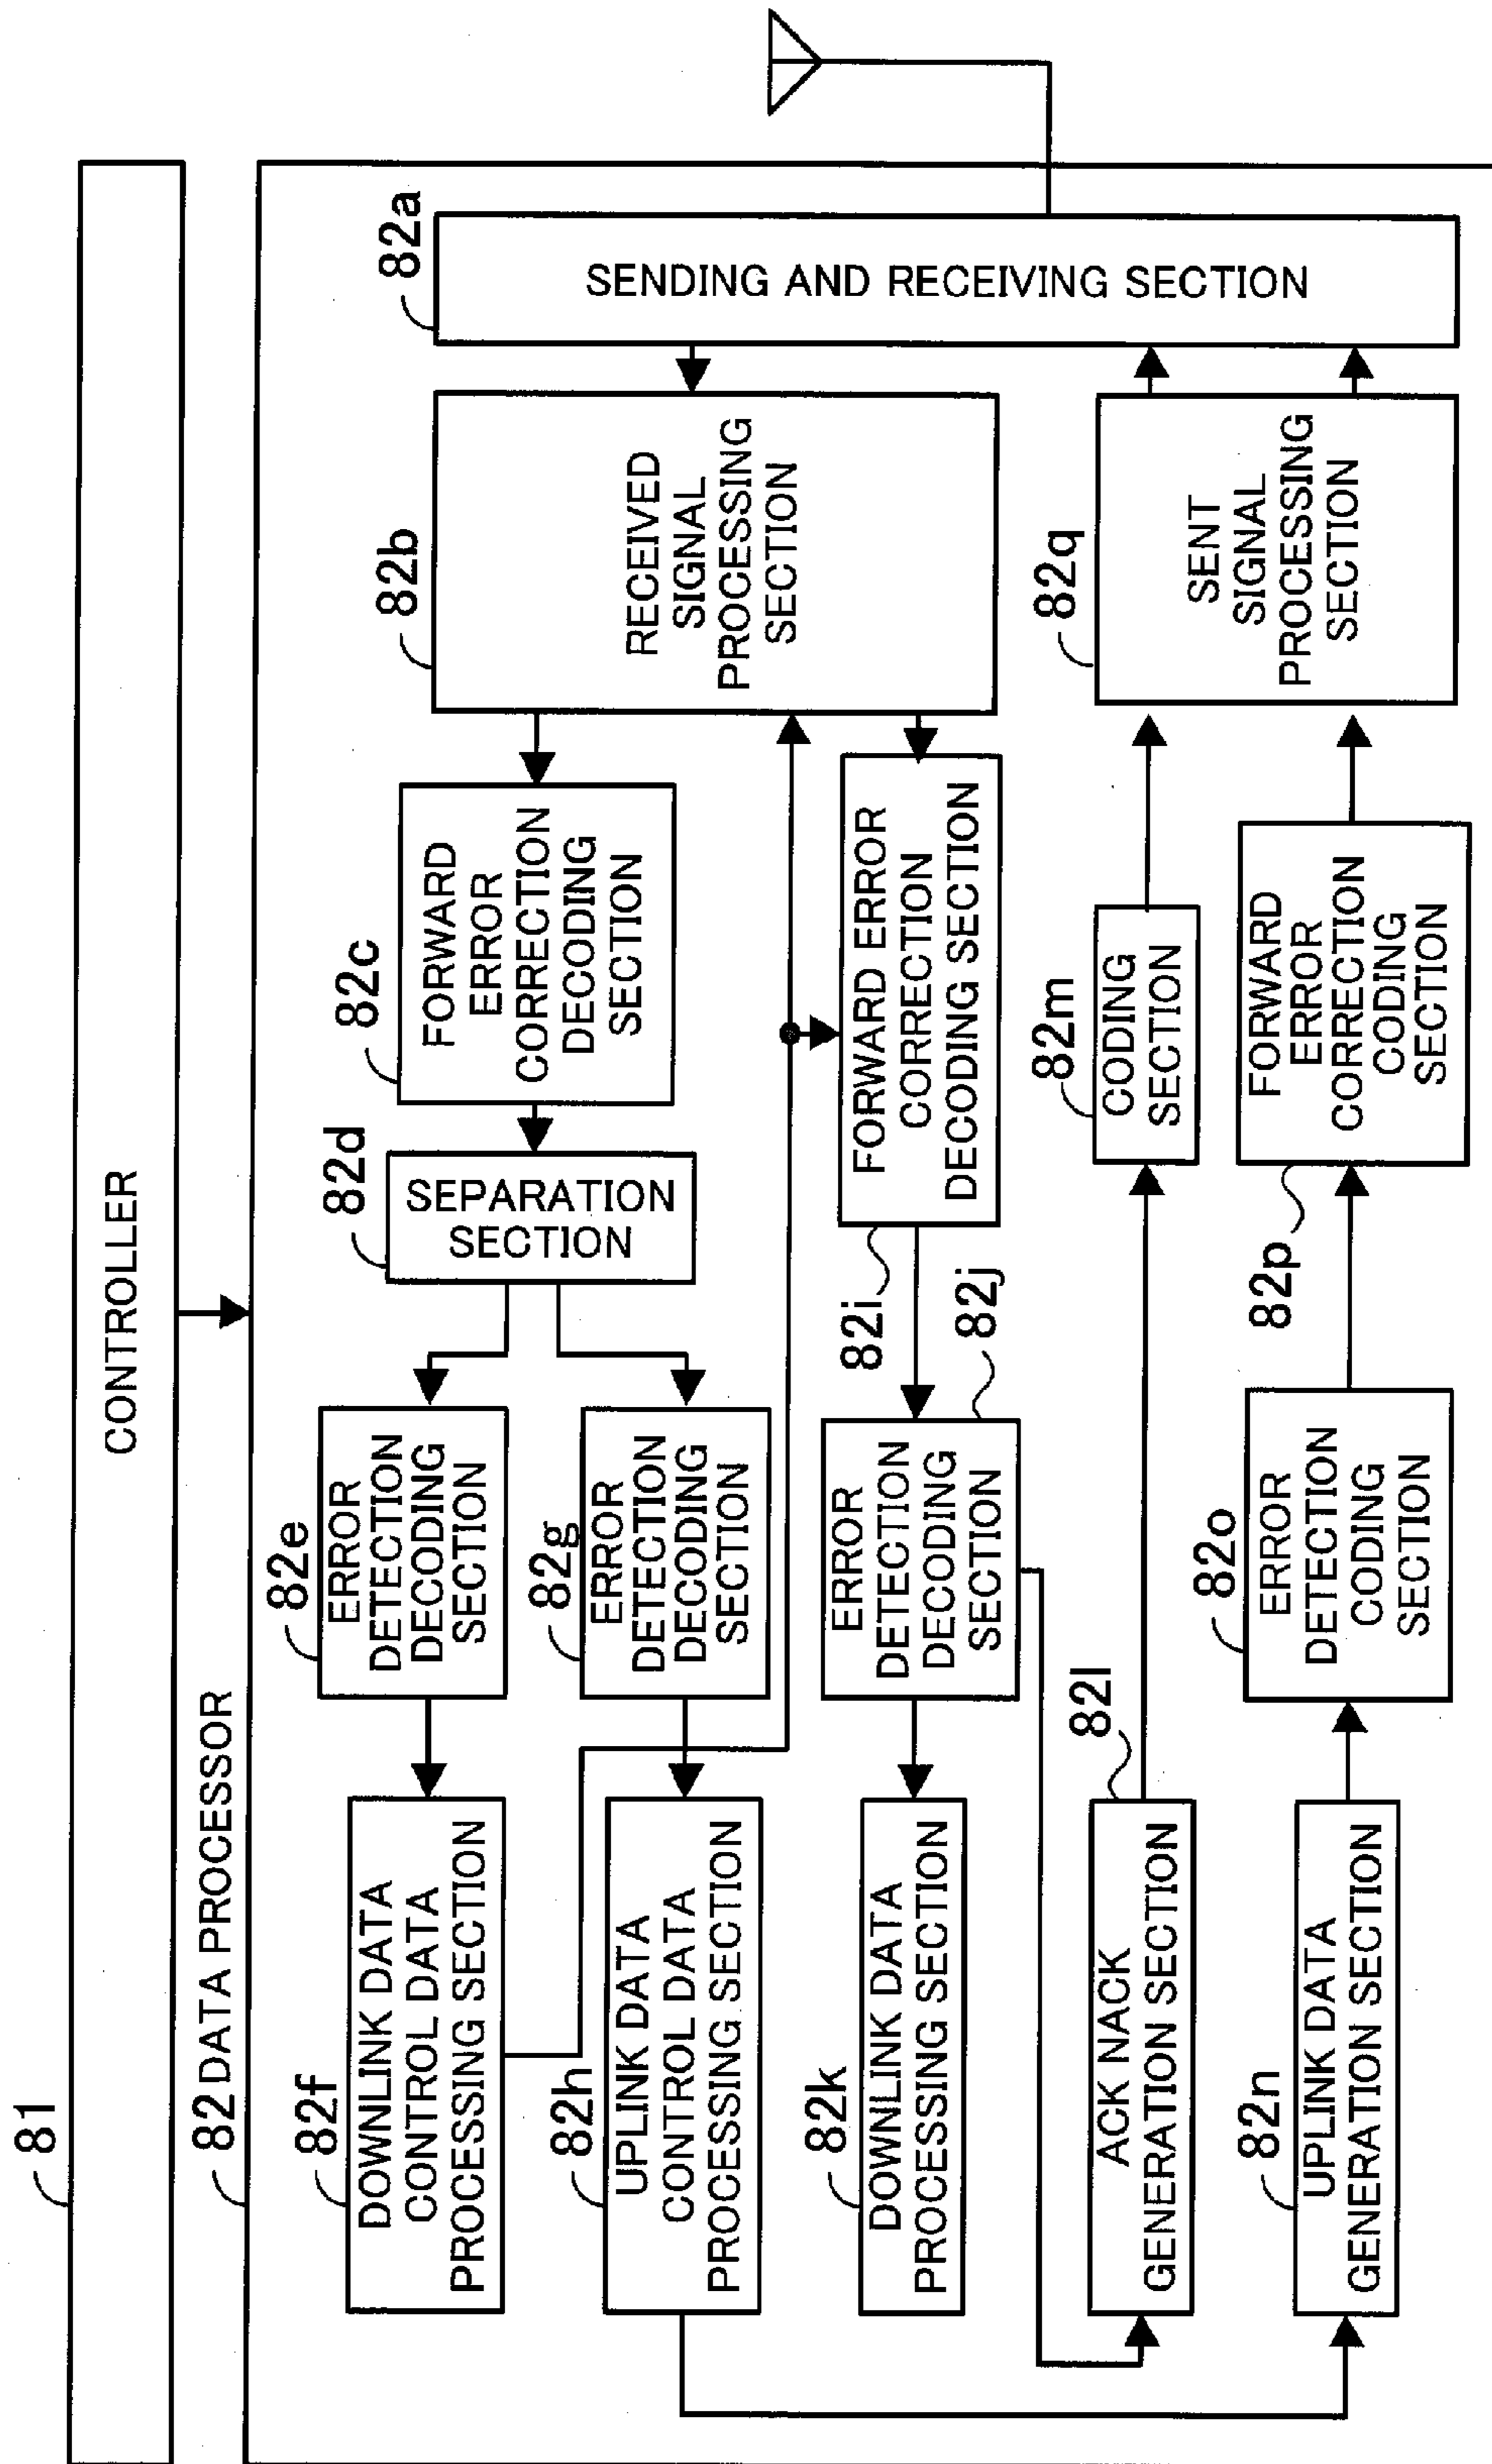 81
CONTROLLER
82 DATA PROCESSOR
82f
DOWNLINK DATA
CONTROL DATA
PROCESSING SECTION
82e
ERROR
DETECTION
DECODING
SECTION
82d
SEPARATION
SECTION
82c
FORWARD
ERROR
CORRECTION
DECODING
SECTION
82b
RECEIVED
SIGNAL
PROCESSING
SECTION
82a
SENDING AND RECEIVING SECTION
82h
UPLINK DATA
CONTROL DATA
PROCESSING SECTION
82g
ERROR
DETECTION
DECODING
SECTION
82k
DOWNLINK DATA
PROCESSING SECTION
ERROR
DETECTION
DECODING
SECTION
82j
82i
FORWARD ERROR
CORRECTION
DECODING SECTION
82l
ACK NACK
GENERATION SECTION
82m
CODING
SECTION
82q
SENT
SIGNAL
PROCESSING
SECTION
82n
UPLINK DATA
GENERATION SECTION
82o
ERROR
DETECTION
CODING
SECTION
82p
FORWARD
ERROR
CORRECTION
CODING
SECTION